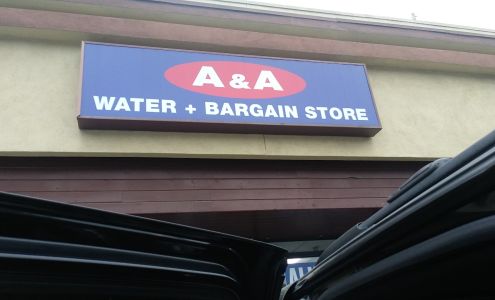 A & A
WATER + BARGAIN STORE